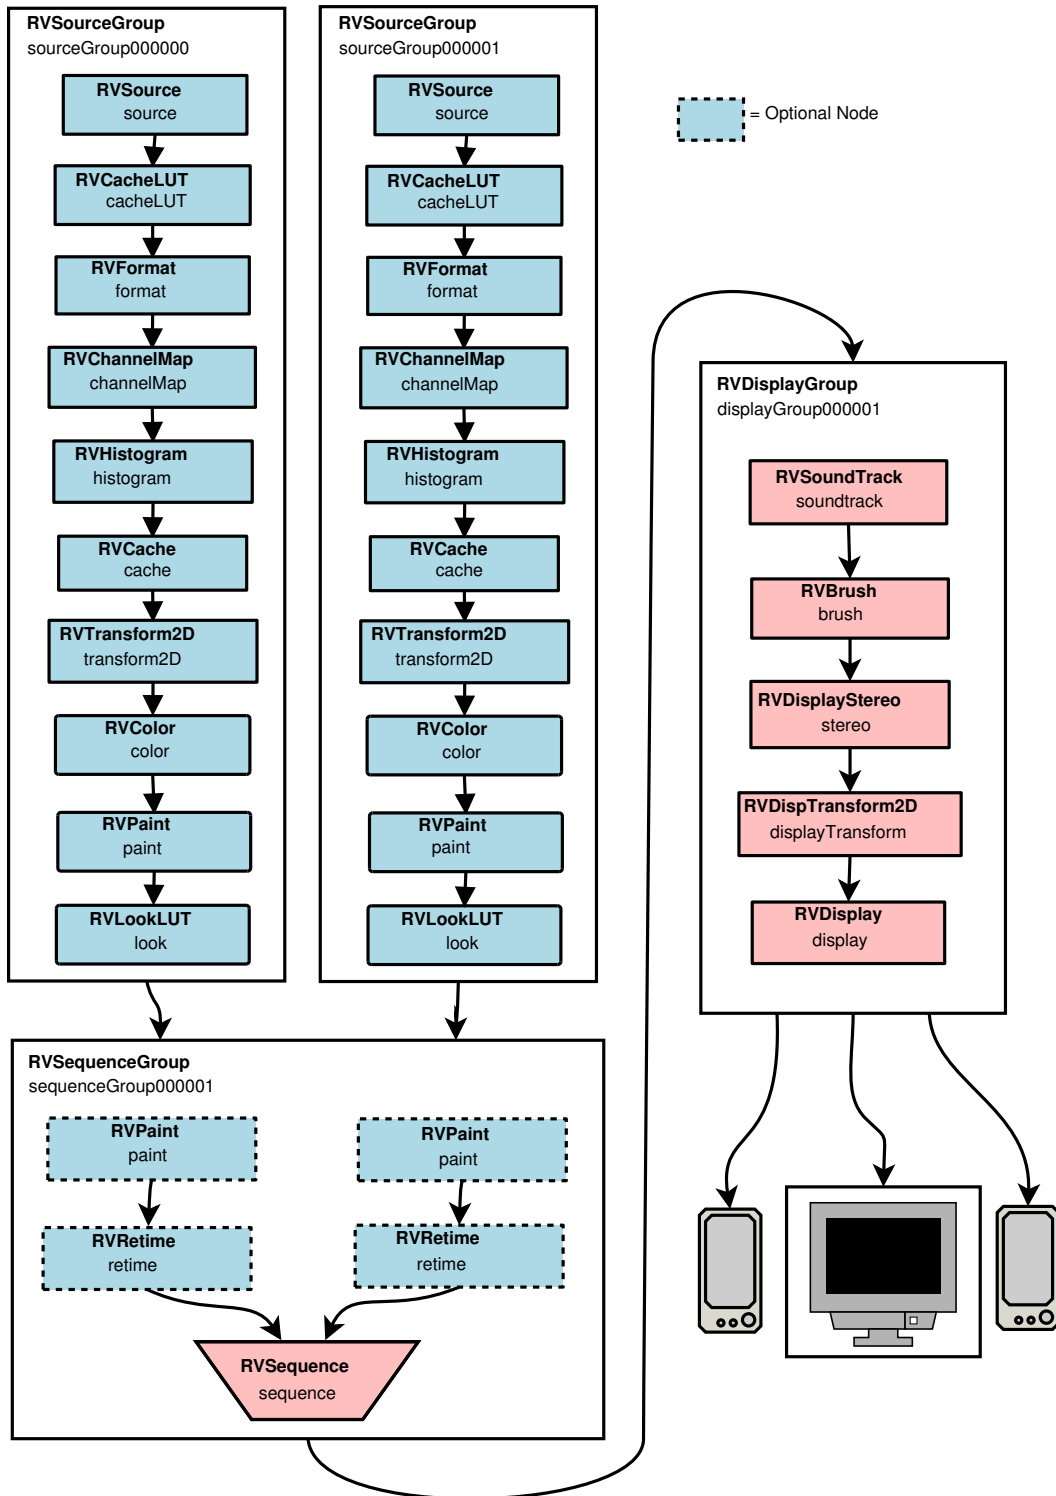 RVSourceGroup
sourceGroup000000
RVSource
source
RVCacheLUT
cacheLUT
RVFormat
format
RVChannelMap
channelMap
RVHistogram
histogram
RVCache
cache
RVTransform2D
transform2D
RVColor
color
RVPaint
paint
RVLookLUT
look
RVSourceGroup
sourceGroup000001
RVSource
source
RVCacheLUT
cacheLUT
RVFormat
format
RVChannelMap
channelMap
RVHistogram
histogram
RVCache
cache
RVTransform2D
transform2D
RVColor
color
RVPaint
paint
RVLookLUT
look
= Optional Node
RVSequenceGroup
sequenceGroup000001
RVPaint
paint
RVRetime
retime
RVPaint
paint
RVRetime
retime
RVSequence
sequence
RVDisplayGroup
displayGroup000001
RVSoundTrack
soundtrack
RVBrush
brush
RVDisplayStereo
stereo
RVDispTransform2D
displayTransform
RVDisplay
display